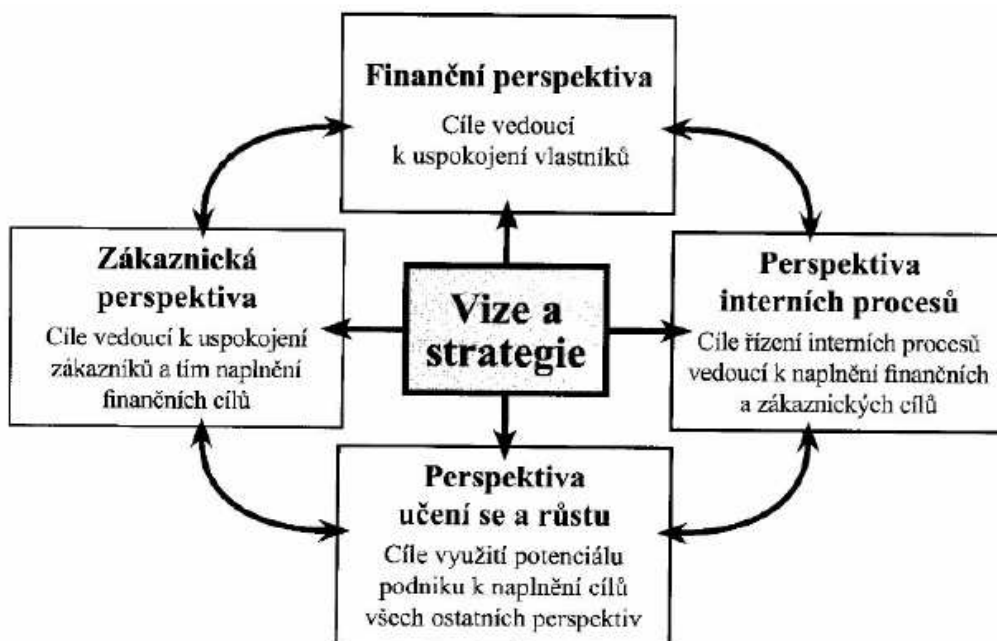 Finanční perspektiva
Cíle vedoucí
k uspokojení vlastníků
Zákaznická
perspektiva
Cíle vedoucí k uspokojení
zákazníků a tím naplnění
finančních cílů
Vize a
strategie
Perspektiva
interních procesů
Cíle řízení interních procesů
vedoucí k naplnění finančních
a zákaznických cílů
Perspektiva
učení se a růstu
Cíle využití potenciálu
podniku k naplnění cílů
všech ostatních perspektiv